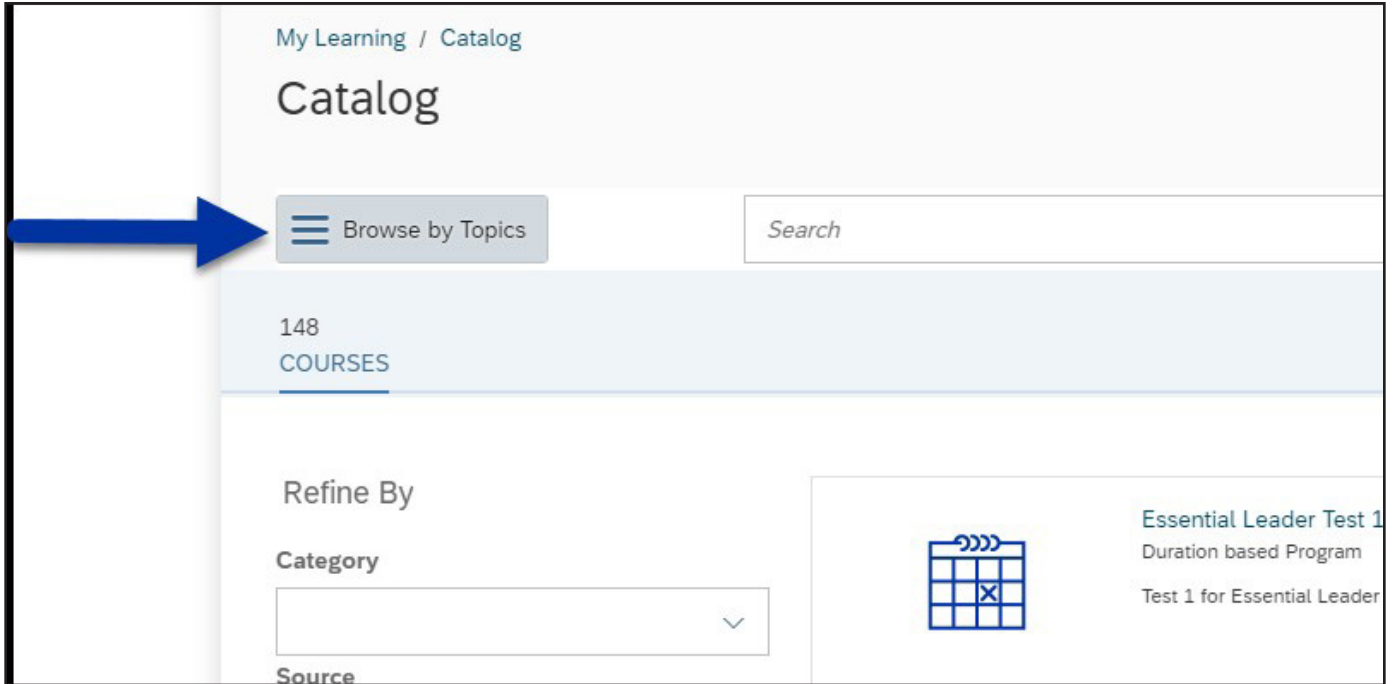 My Learning / Catalog
Catalog
Browse by Topics
Search
148
COURSES
Refine By
Category
Source
Essential Leader Test 1
Duration based Program
Test 1 for Essential Leader